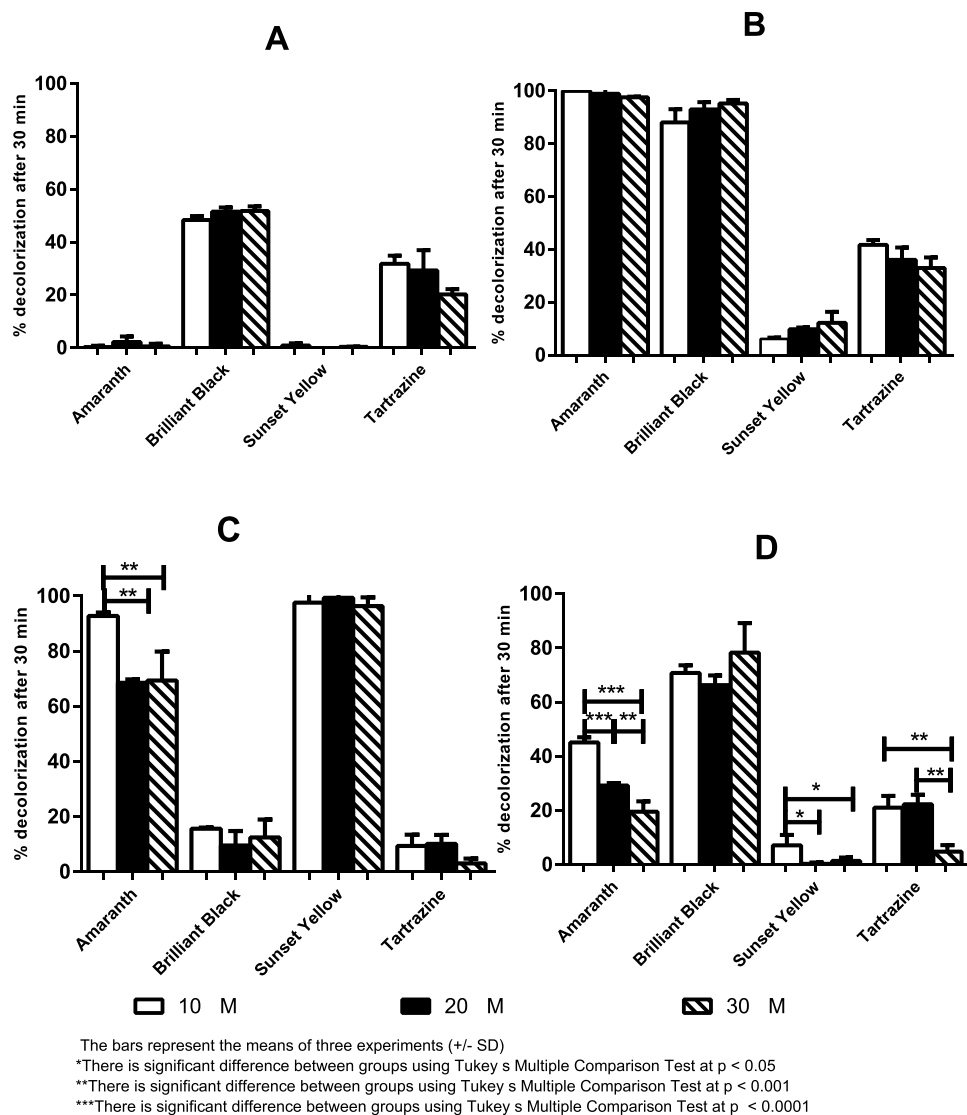 A
% decolorization after 30 min
100
80
60
40
20
0
Amaranth
Brilliant Black
Sunset Yellow
Tartrazine
B
% decolorization after 30 min
100
80
60
40
20
0
Amaranth
Brilliant Black
Sunset Yellow
Tartrazine
C
% decolorization after 30 min
100
80
60
40
20
0
**
**
Amaranth
Brilliant Black
Sunset Yellow
Tartrazine
D
% decolorization after 30 min
100
80
60
40
20
0
***
*** **
*
*
**
**
Amaranth
Brilliant Black
Sunset Yellow
Tartrazine
10 M
20 M
30 M
The bars represent the means of three experiments (+/- SD)
*There is significant difference between groups using Tukey s Multiple Comparison Test at p < 0.05
**There is significant difference between groups using Tukey s Multiple Comparison Test at p < 0.001
***There is significant difference between groups using Tukey s Multiple Comparison Test at p < 0.0001